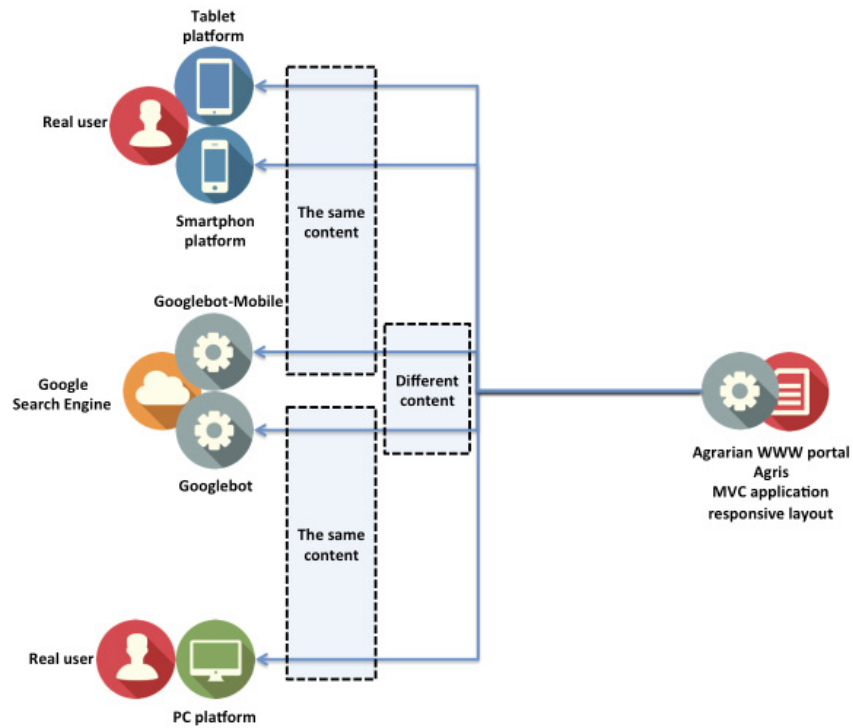 Tablet
platform
Real user
Smartphon
platform
The same
content
Googlebot-Mobile
Google
Search Engine
Different
content
Googlebot
Agrarian WWW portal
Agris
MVC application
responsive layout
The same
content
Real user
PC platform